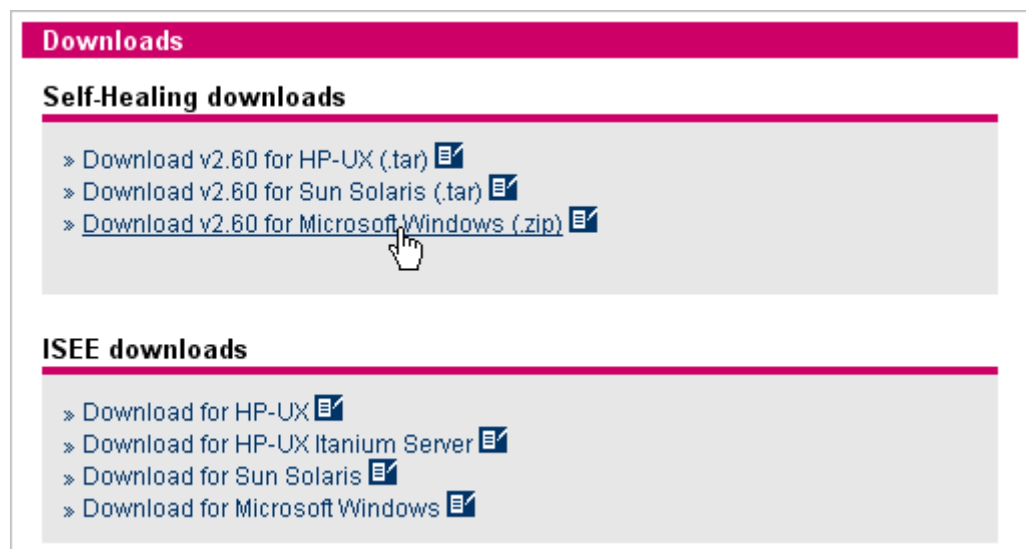 Downloads
Self-Healing downloads
» Download v2.60 for HP-UX (.tar)
» Download v2.60 for Sun Solaris (.tar)
» Download v2.60 for Microsoft Windows (.zip)
ISEE downloads
» Download for HP-UX
» Download for HP-UX Itanium Server
» Download for Sun Solaris
» Download for Microsoft Windows